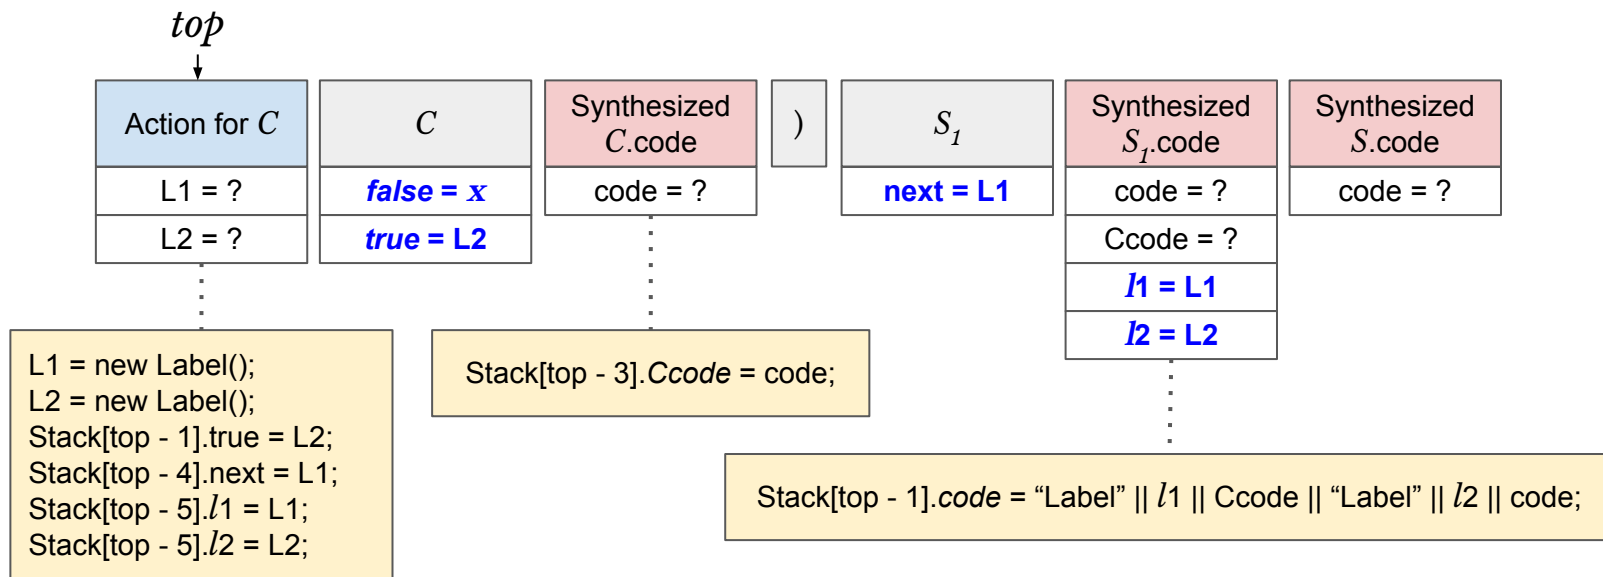 top
Action for C
C
Synthesized
C.code
)
S1
Synthesized
S1.code
Synthesized
S.code
L1 = ?
false = x
code = ?
next = L1
code = ?
code = ?
L2 = ?
true = L2
Ccode = ?
l1 = L1
l2 = L2
L1 = new Label();
L2 = new Label();
Stack[top - 1].true = L2;
Stack[top - 4].next = L1;
Stack[top - 5].l1 = L1;
Stack[top - 5].l2 = L2;
Stack[top - 3].Ccode = code;
Stack[top - 1].code = “Label” || l1 || Ccode || “Label” || l2 || code;